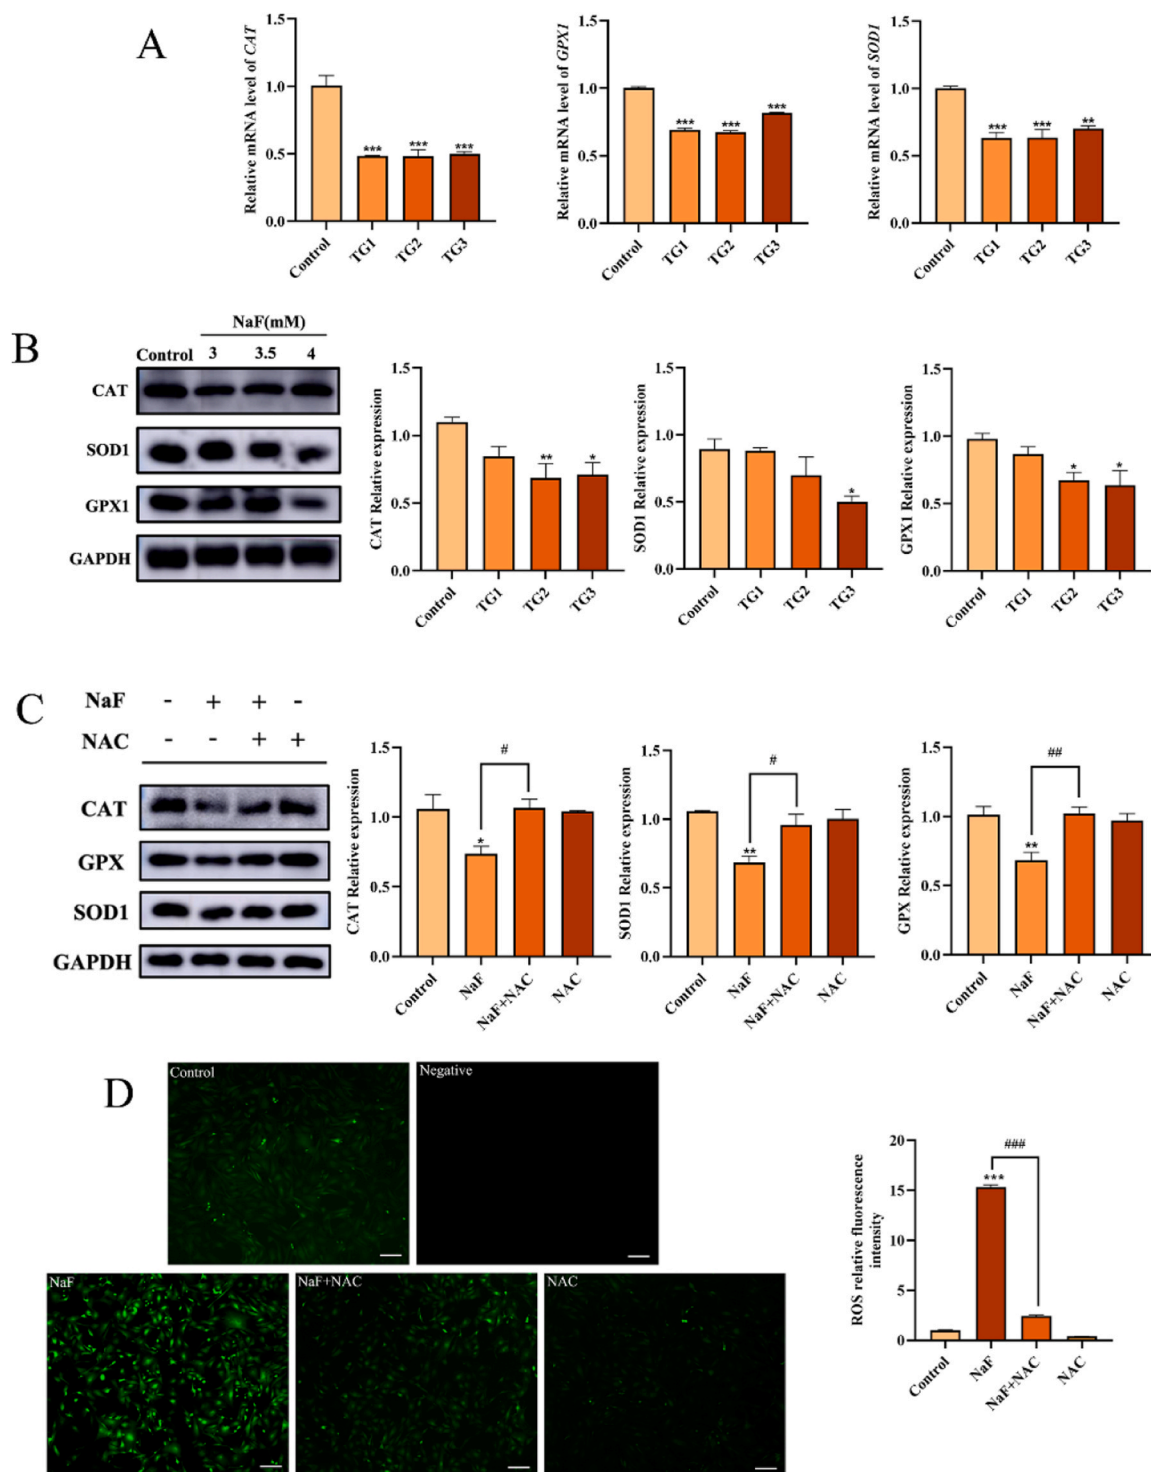 A
Relative mRNA level of CAT
1.5
1.0
0.5
0.0
***
***
***
Control
TG1
TG2
TG3
Relative mRNA level of GPX1
1.5
1.0
0.5
0.0
***
***
***
Control
TG1
TG2
TG3
Relative mRNA level of SOD1
1.5
1.0
0.5
0.0
***
***
**
Control
TG1
TG2
TG3
B
NaF(mM)
Control 3 3.5 4
CAT
SOD1
GPX1
GAPDH
CAT Relative expression
1.5
1.0
0.5
0.0
**
*
Control
TG1
TG2
TG3
SOD1 Relative expression
1.5
1.0
0.5
0.0
*
Control
TG1
TG2
TG3
GPX1 Relative expression
1.5
1.0
0.5
0.0
*
*
Control
TG1
TG2
TG3
C
NaF - + + -
NAC - - + +
CAT
GPX
SOD1
GAPDH
CAT Relative expression
1.5
1.0
0.5
0.0
*
#
Control
NaF
NaF+NAC
NAC
SOD1 Relative expression
1.5
1.0
0.5
0.0
**
#
Control
NaF
NaF+NAC
NAC
GPX Relative expression
1.5
1.0
0.5
0.0
**
##
Control
NaF
NaF+NAC
NAC
D
Control
Negative
NaF
NaF+NAC
NAC
ROS relative fluorescence
intensity
20
15
10
5
0
***
###
Control
NaF
NaF+NAC
NAC